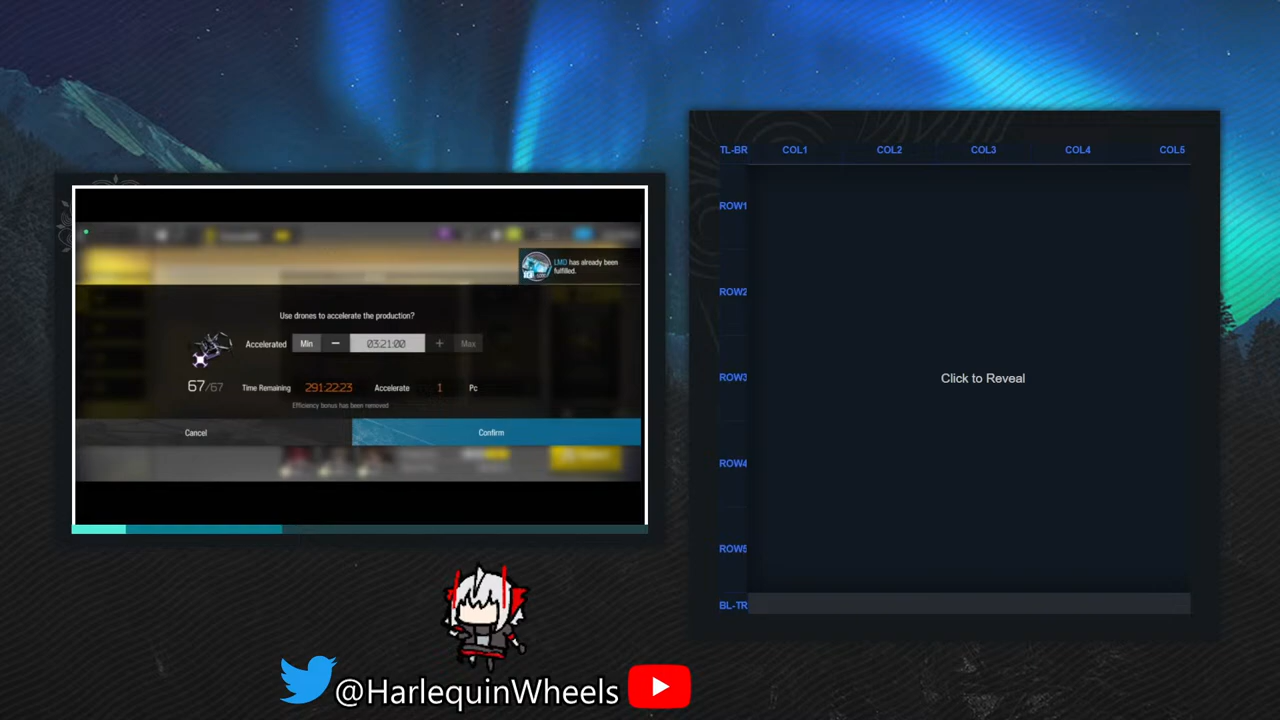 TL-BR COL1 COL2 COL3 COL4 COL5
ROW1
ROW2
ROW3
ROW4
ROW5
BL-TR
Click to Reveal
LMD has already been
fulfilled.
Use drones to accelerate the production?
Accelerated Min − 03:21:00 + Max
67/67 Time Remaining 291:22:23 Accelerate 1 Pc
Efficiency bonus has been removed
Cancel Confirm
@HarlequinWheels